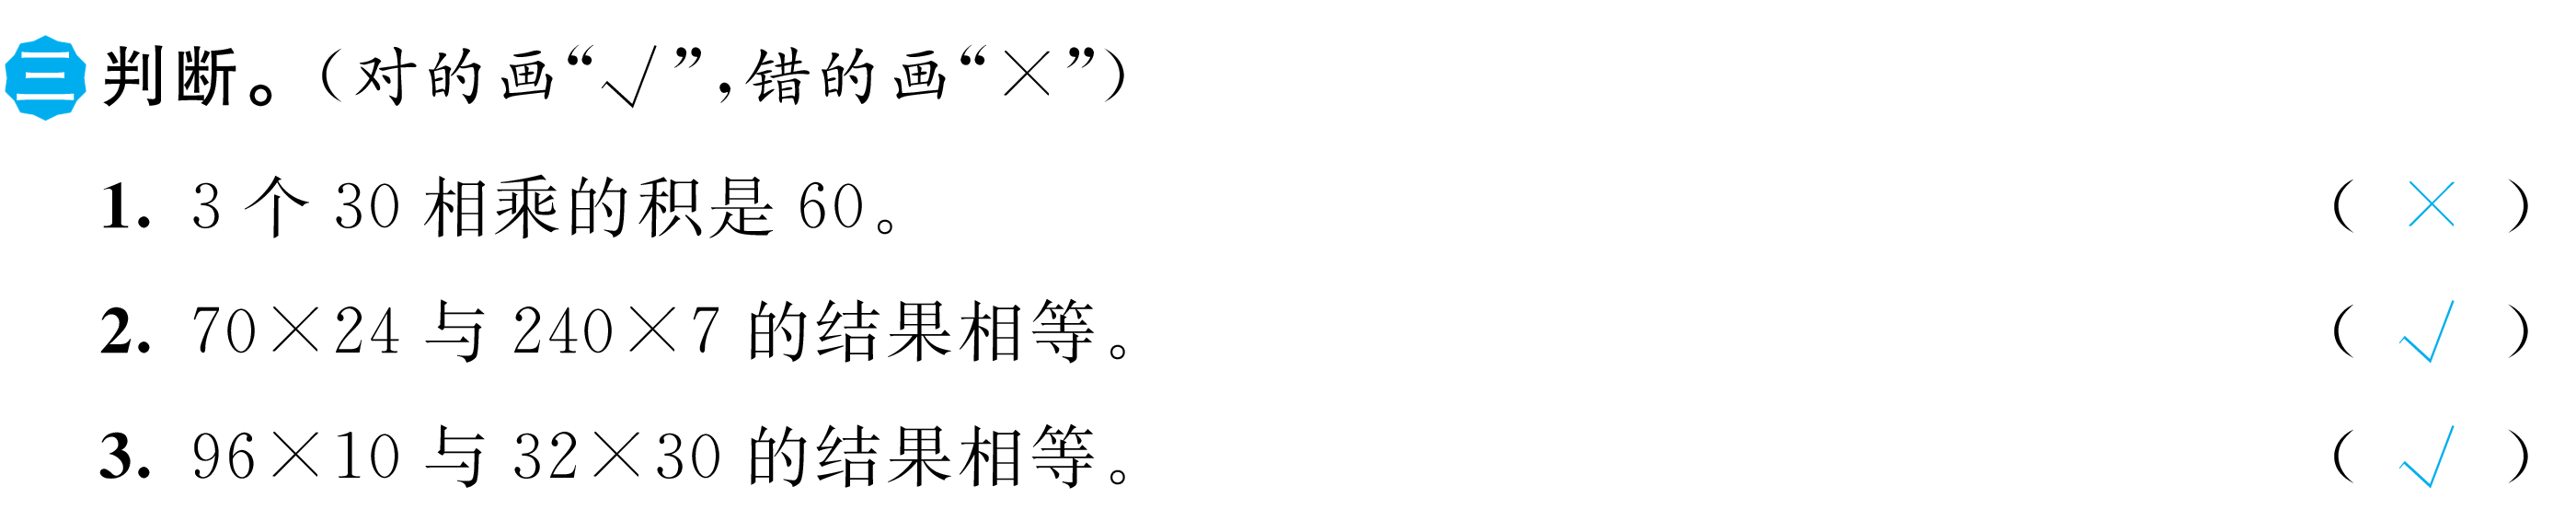 三 判断。(对的画“√”,错的画“×”)
1. 3个30相乘的积是60。 ( × )
2. 70×24与240×7的结果相等。 ( √ )
3. 96×10与32×30的结果相等。 ( √ )